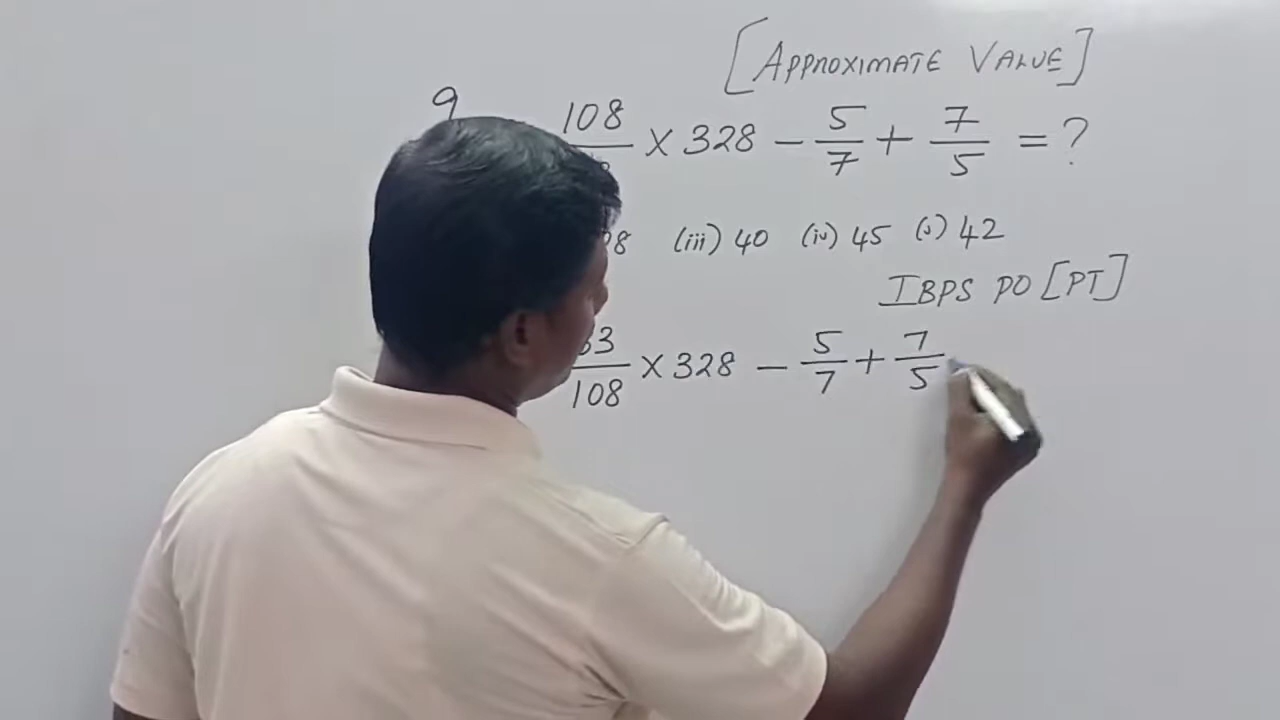 [APPROXIMATE VALUE]
9 108/ × 328 − 5/7 + 7/5 = ?
(iii) 40 (iv) 45 (v) 42
IBPS PO [PT]
33/108 × 328 − 5/7 + 7/5